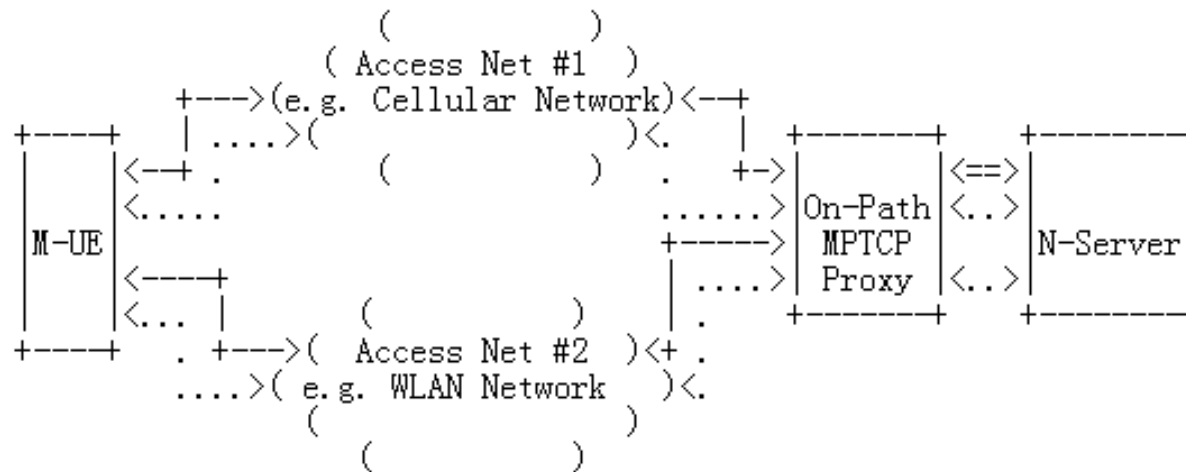 ( )
( Access Net #1 )
+--->(e.g. Cellular Network)<--+
+----+ | ....>( )<. | +-------+ +--------
| |<--+ . ( ) . +->| |<==>|
| |<..... ......>|On-Path|<..>|
|M-UE| +----->| MPTCP | |N-Server
| |<----+ | ....>| Proxy |<..>|
| |<... | ( ) | . +-------+ +--------
+----+ . +--->( Access Net #2 )<+ .
....>( e.g. WLAN Network )<.
( )
( )